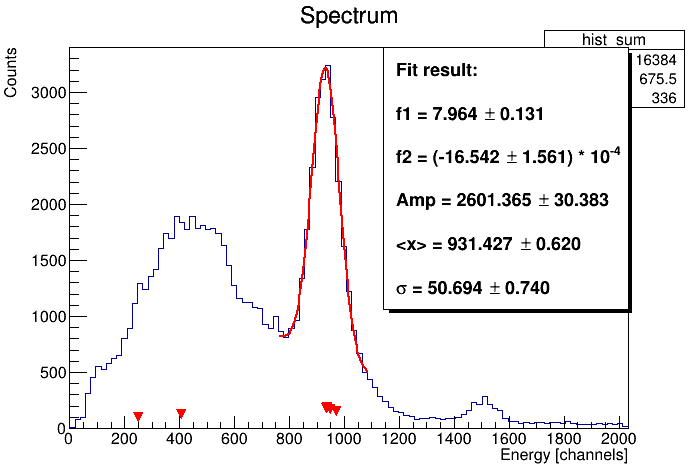 Spectrum
Counts
hist_sum
16384
675.5
336
Fit result:
f1 = 7.964 ± 0.131
f2 = (-16.542 ± 1.561) * 10⁻⁴
Amp = 2601.365 ± 30.383
<x> = 931.427 ± 0.620
σ = 50.694 ± 0.740
3000
2500
2000
1500
1000
500
0
0 200 400 600 800 1000 1200 1400 1600 1800 2000
Energy [channels]